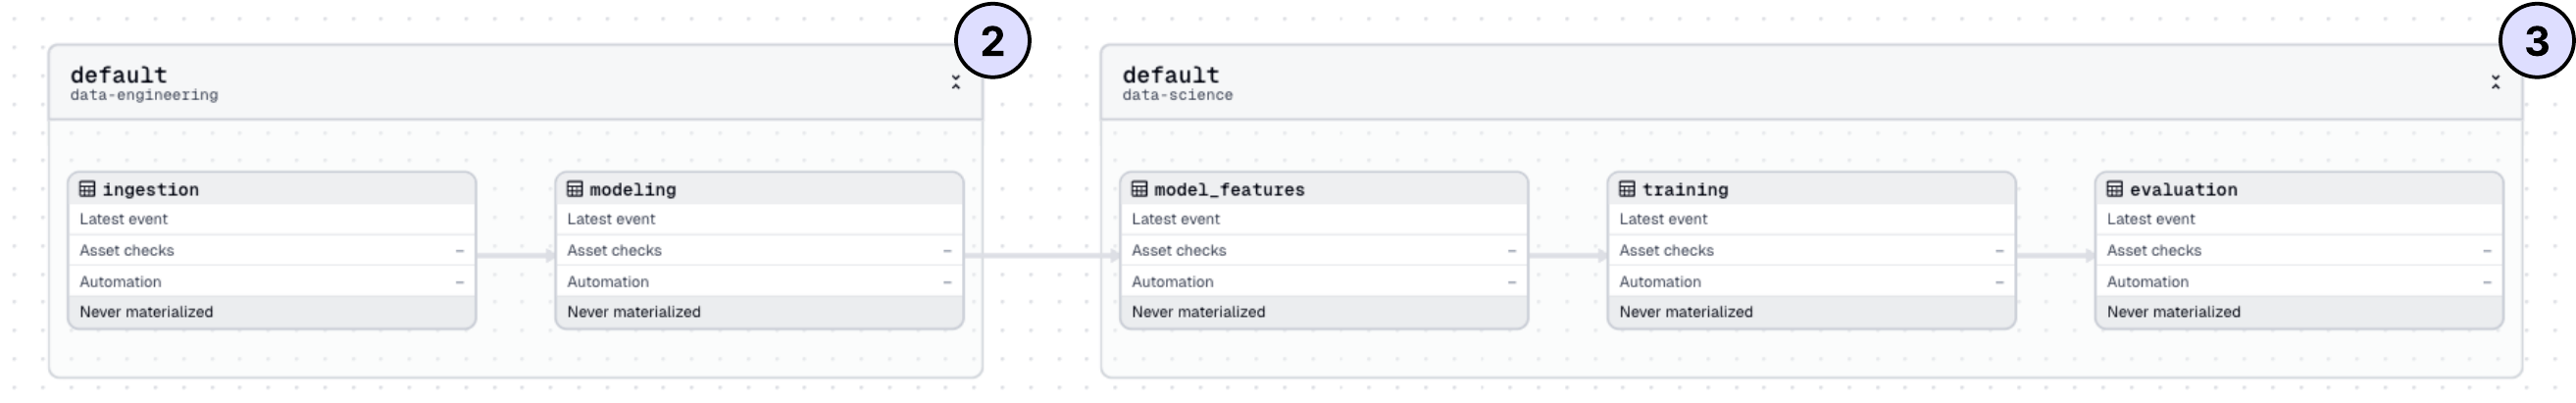 2
3
default
data-engineering
default
data-science
ingestion
Latest event
Asset checks –
Automation –
Never materialized
modeling
Latest event
Asset checks –
Automation –
Never materialized
model_features
Latest event
Asset checks –
Automation –
Never materialized
training
Latest event
Asset checks –
Automation –
Never materialized
evaluation
Latest event
Asset checks –
Automation –
Never materialized